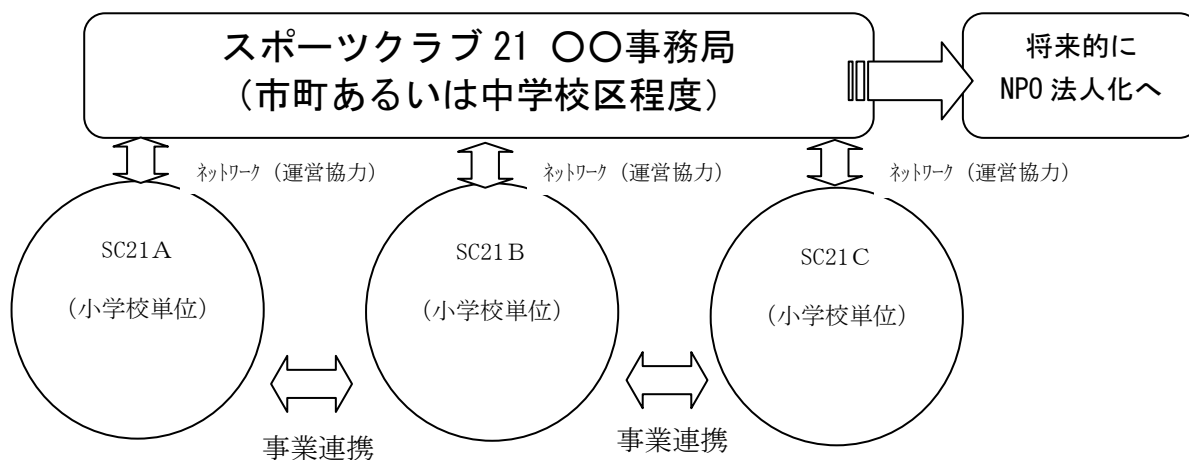 スポーツクラブ21 〇〇事務局
（市町あるいは中学校区程度）
将来的に
NPO法人化へ
ﾈｯﾄﾜｰｸ（運営協力）
ﾈｯﾄﾜｰｸ（運営協力）
ﾈｯﾄﾜｰｸ（運営協力）
SC21Ａ
（小学校単位）
SC21Ｂ
（小学校単位）
SC21Ｃ
（小学校単位）
事業連携
事業連携